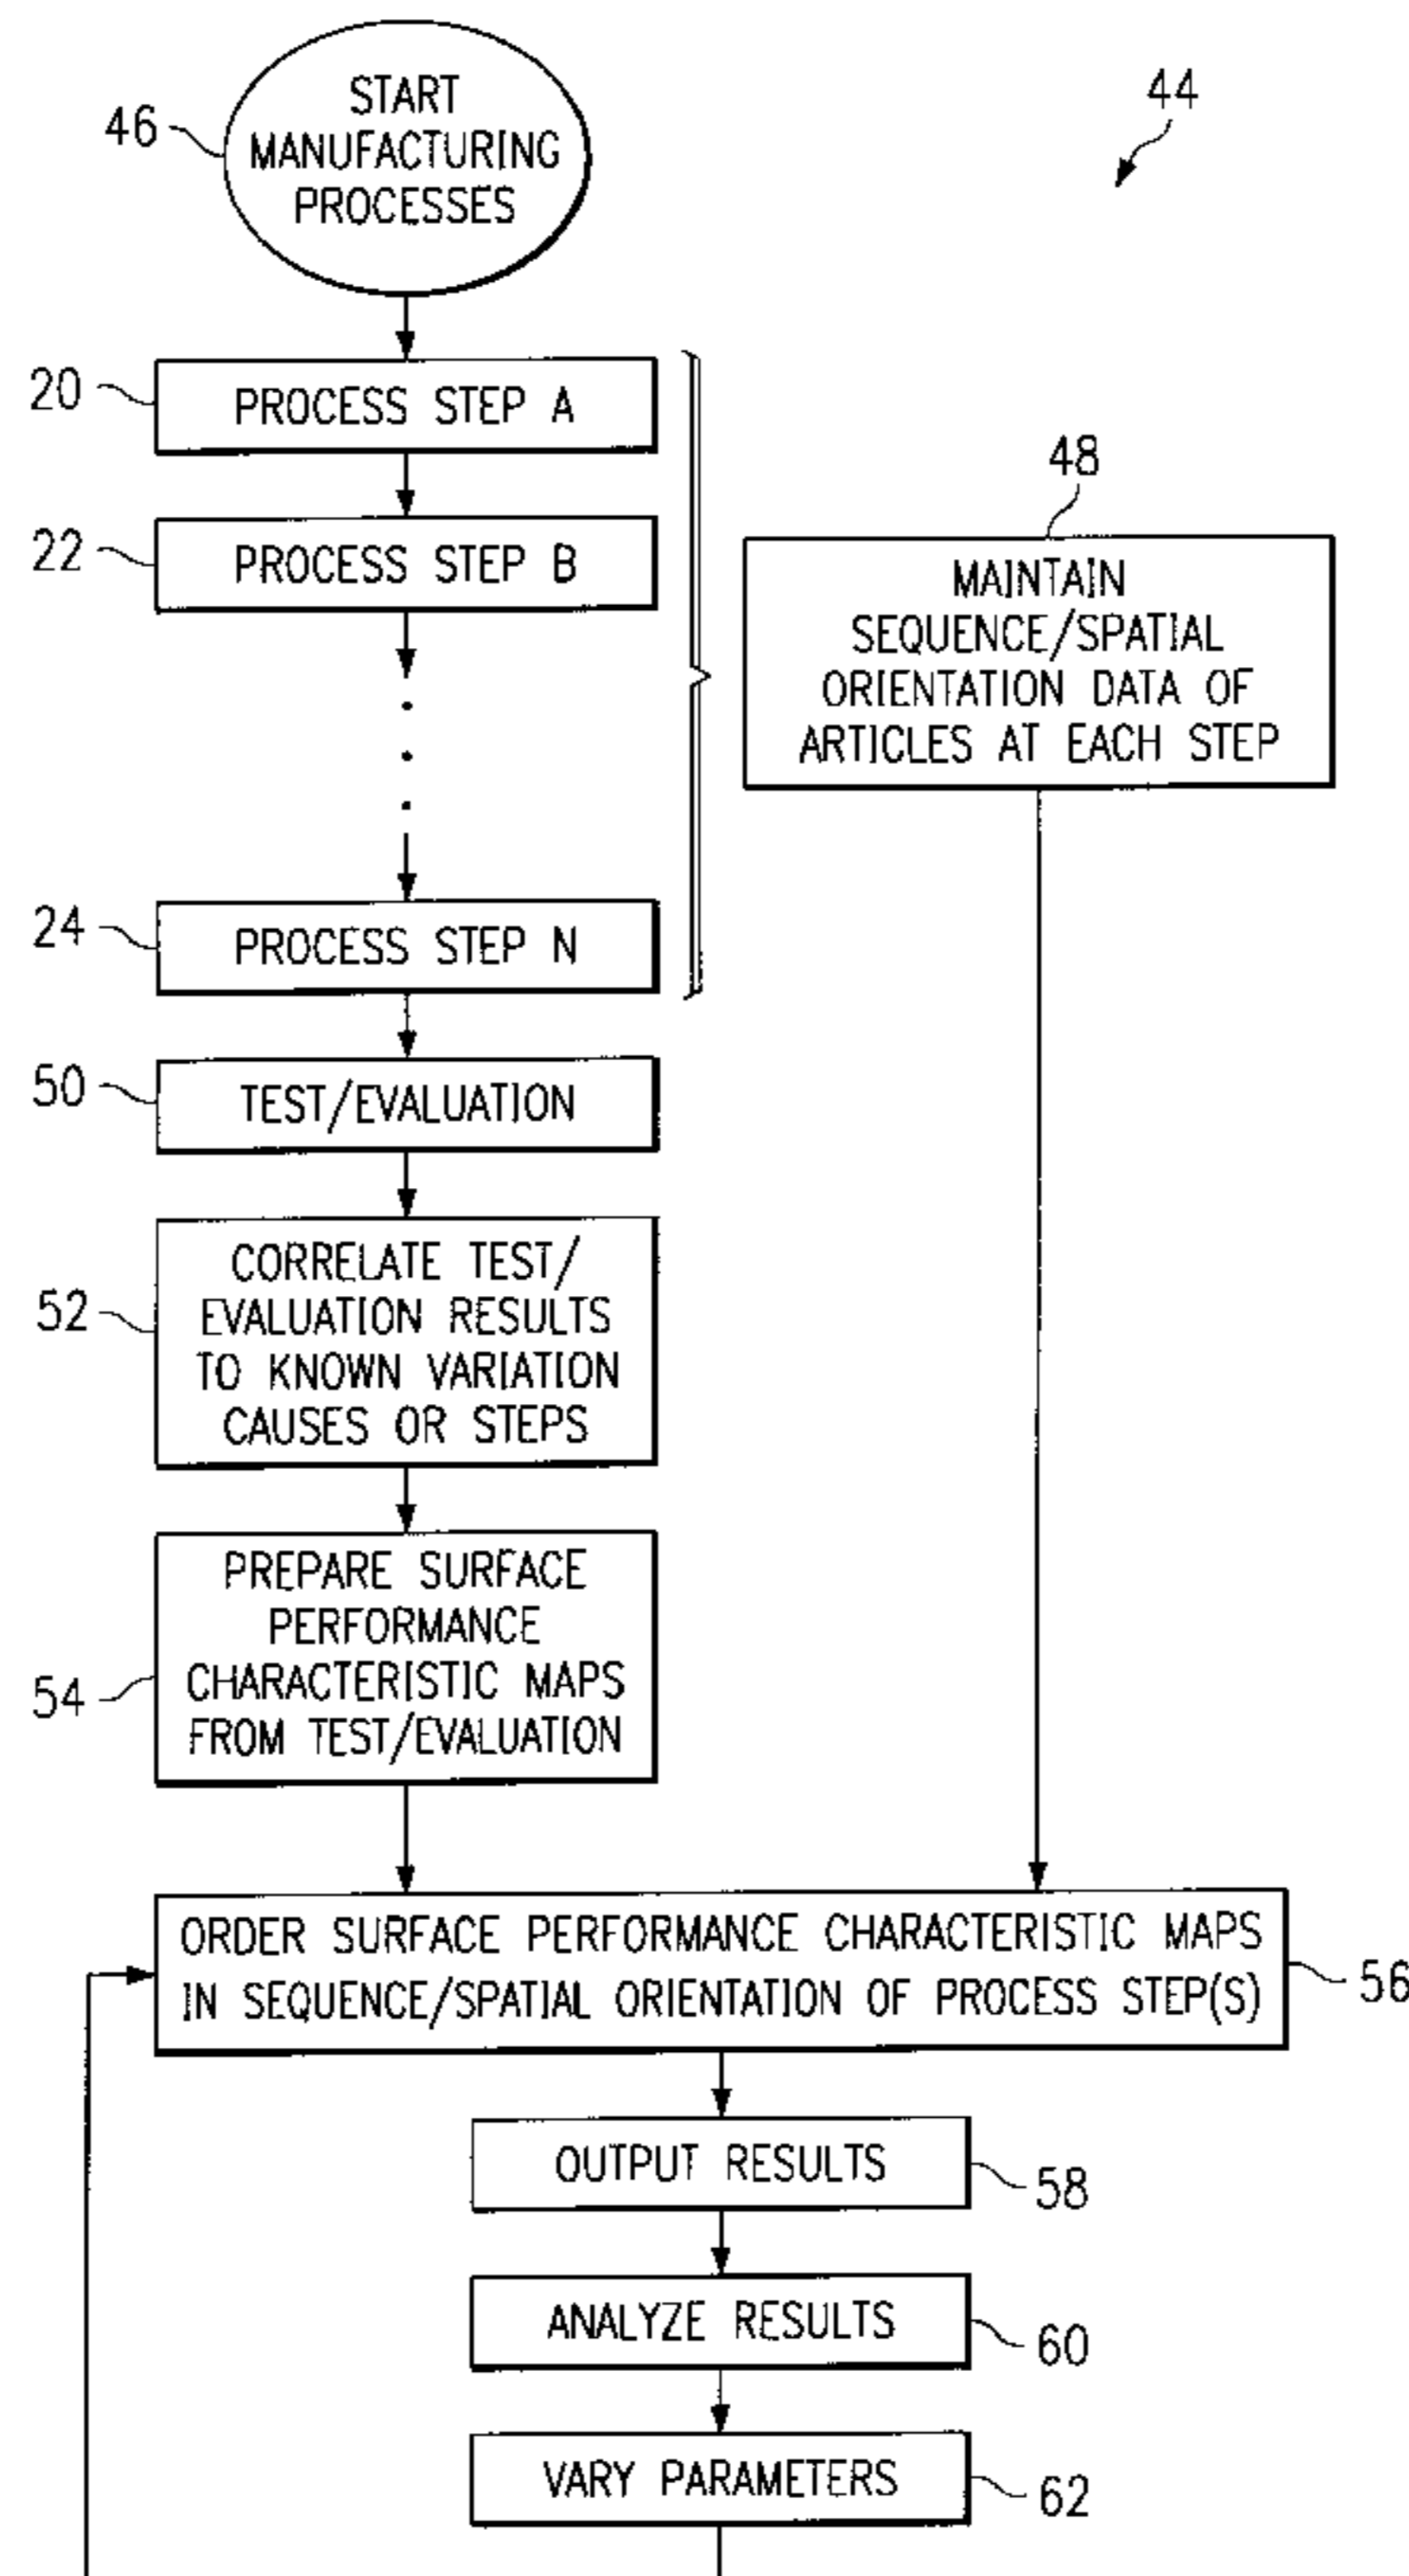 START
MANUFACTURING
PROCESSES
46
44
20
PROCESS STEP A
22
PROCESS STEP B
48
MAINTAIN
SEQUENCE/SPATIAL
ORIENTATION DATA OF
ARTICLES AT EACH STEP
24
PROCESS STEP N
50
TEST/EVALUATION
52
CORRELATE TEST/
EVALUATION RESULTS
TO KNOWN VARIATION
CAUSES OR STEPS
54
PREPARE SURFACE
PERFORMANCE
CHARACTERISTIC MAPS
FROM TEST/EVALUATION
ORDER SURFACE PERFORMANCE CHARACTERISTIC MAPS
IN SEQUENCE/SPATIAL ORIENTATION OF PROCESS STEP(S)
56
OUTPUT RESULTS
58
ANALYZE RESULTS
60
VARY PARAMETERS
62